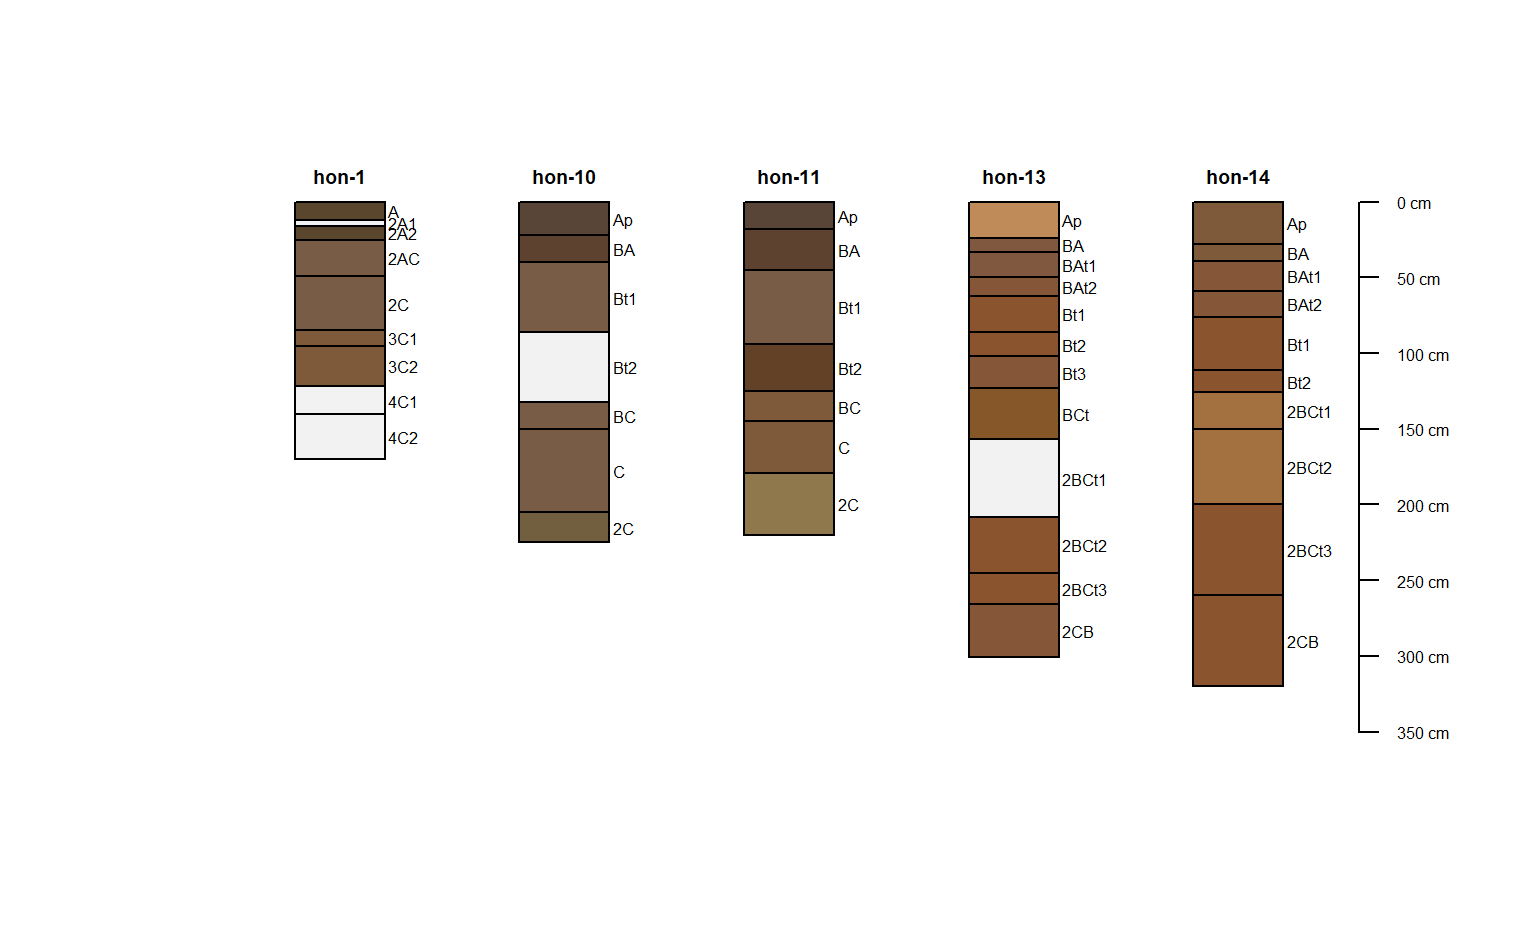 hon-1
hon-10
hon-11
hon-13
hon-14
A
2A1
2A2
2AC
2C
3C1
3C2
4C1
4C2
Ap
BA
Bt1
Bt2
BC
C
2C
Ap
BA
Bt1
Bt2
BC
C
2C
Ap
BA
BAt1
BAt2
Bt1
Bt2
Bt3
BCt
2BCt1
2BCt2
2BCt3
2CB
Ap
BA
BAt1
BAt2
Bt1
Bt2
2BCt1
2BCt2
2BCt3
2CB
0 cm
50 cm
100 cm
150 cm
200 cm
250 cm
300 cm
350 cm